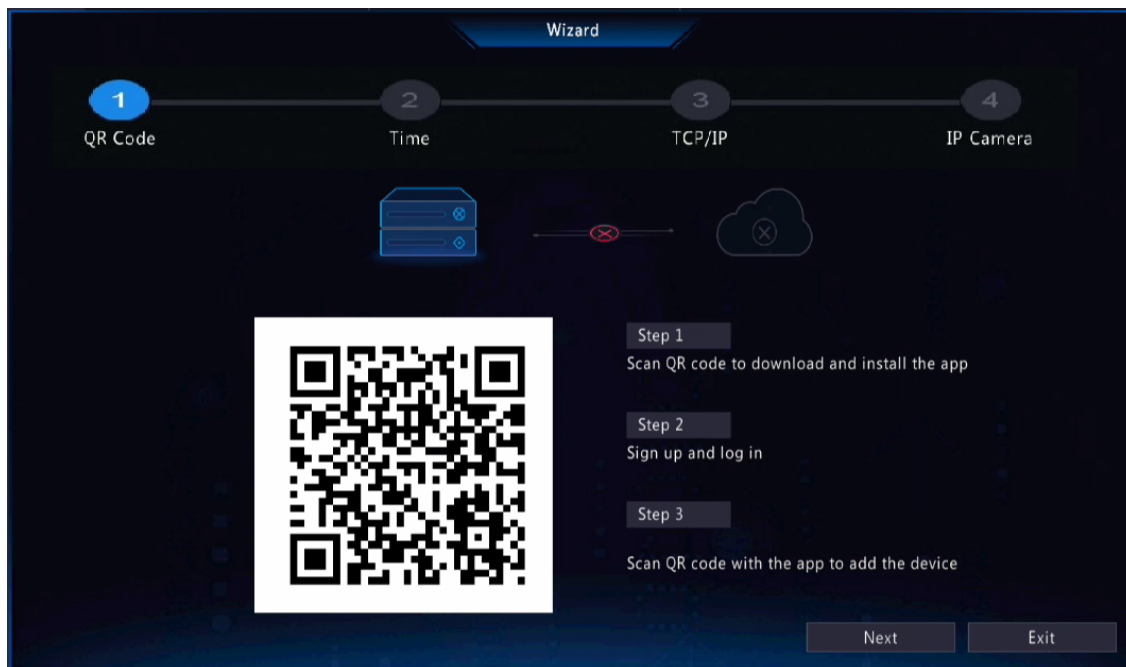 Wizard
1
2
3
4
QR Code
Time
TCP/IP
IP Camera
Step 1
Scan QR code to download and install the app
Step 2
Sign up and log in
Step 3
Scan QR code with the app to add the device
Next
Exit